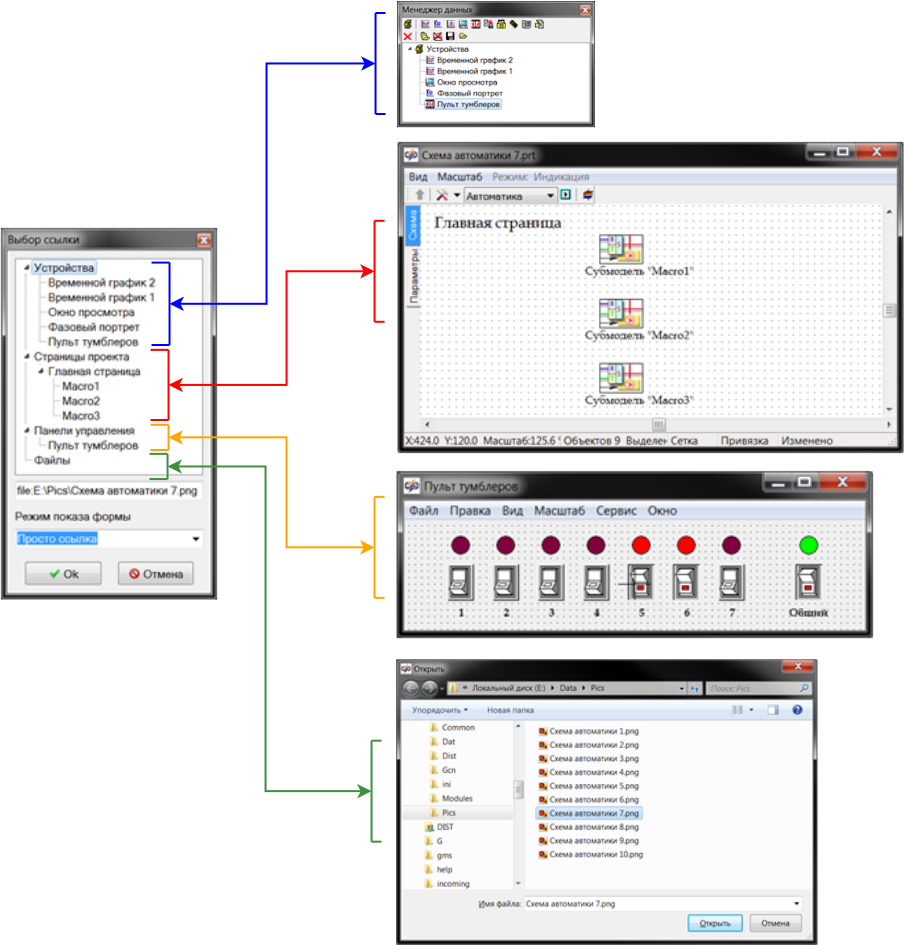 Менеджер данных
Устройства
Временной график 2
Временной график 1
Окно просмотра
Фазовый портрет
Пульт тумблеров
Схема автоматики 7.prt
Вид Масштаб Режим: Индикация
Автоматика
Схема
Параметры
Главная страница
Субмодель "Macro1"
Субмодель "Macro2"
Субмодель "Macro3"
X:424.0 Y:120.0 Масштаб:125.6 Объектов 9 Выделен Сетка Привязка Изменено
Выбор ссылки
Устройства
Временной график 2
Временной график 1
Окно просмотра
Фазовый портрет
Пульт тумблеров
Страницы проекта
Главная страница
Macro1
Macro2
Macro3
Панели управления
Пульт тумблеров
Файлы
file:E:\Pics\Схема автоматики 7.png
Режим показа формы
Просто ссылка
Ok Отмена
Пульт тумблеров
Файл Правка Вид Масштаб Сервис Окно
1 2 3 4 5 6 7 Общий
Открыть
« Локальный диск (E:) Data Pics
Поиск: Pics
Упорядочить Новая папка
Common
Dat
Dist
Gcn
ini
Modules
Pics
DIST
G
gms
help
incoming
Схема автоматики 1.png
Схема автоматики 2.png
Схема автоматики 3.png
Схема автоматики 4.png
Схема автоматики 5.png
Схема автоматики 6.png
Схема автоматики 7.png
Схема автоматики 8.png
Схема автоматики 9.png
Схема автоматики 10.png
Имя файла: Схема автоматики 7.png
Открыть Отмена